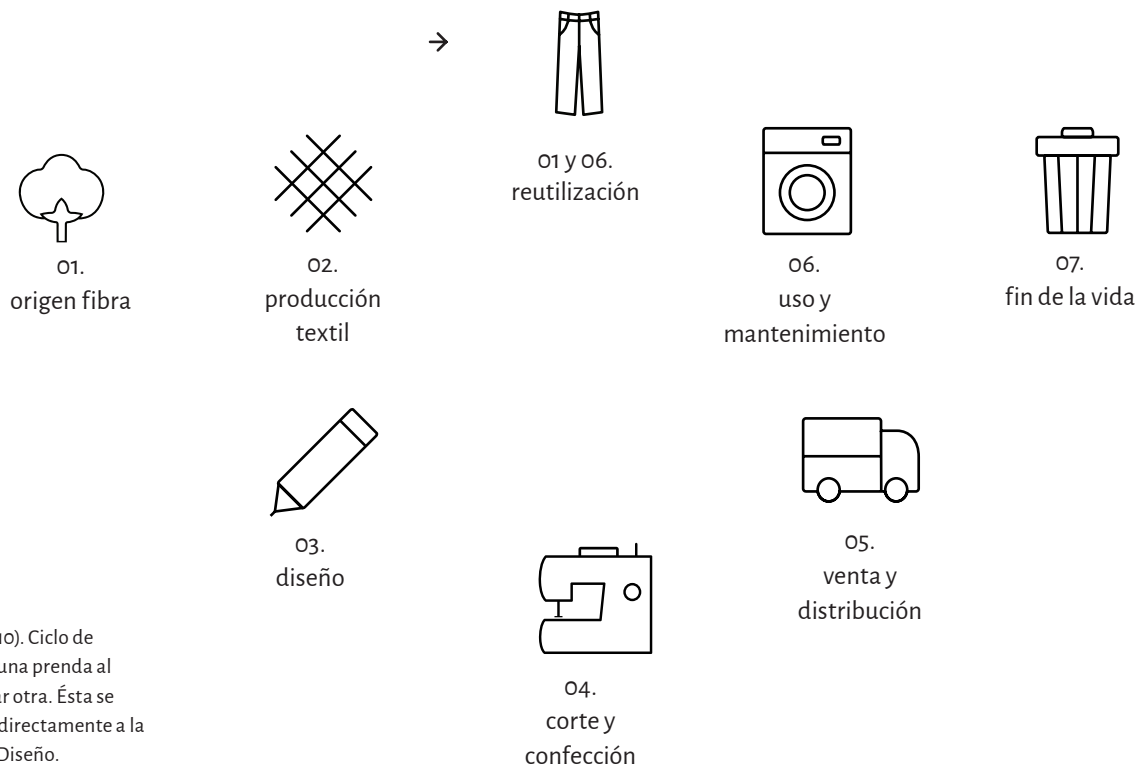 →
01 y 06.
reutilización
01.
origen fibra
02.
producción
textil
06.
uso y
mantenimiento
07.
fin de la vida
03.
diseño
05.
venta y
distribución
04.
corte y
confección
10). Ciclo de
una prenda al
ar otra. Ésta se
directamente a la
Diseño.